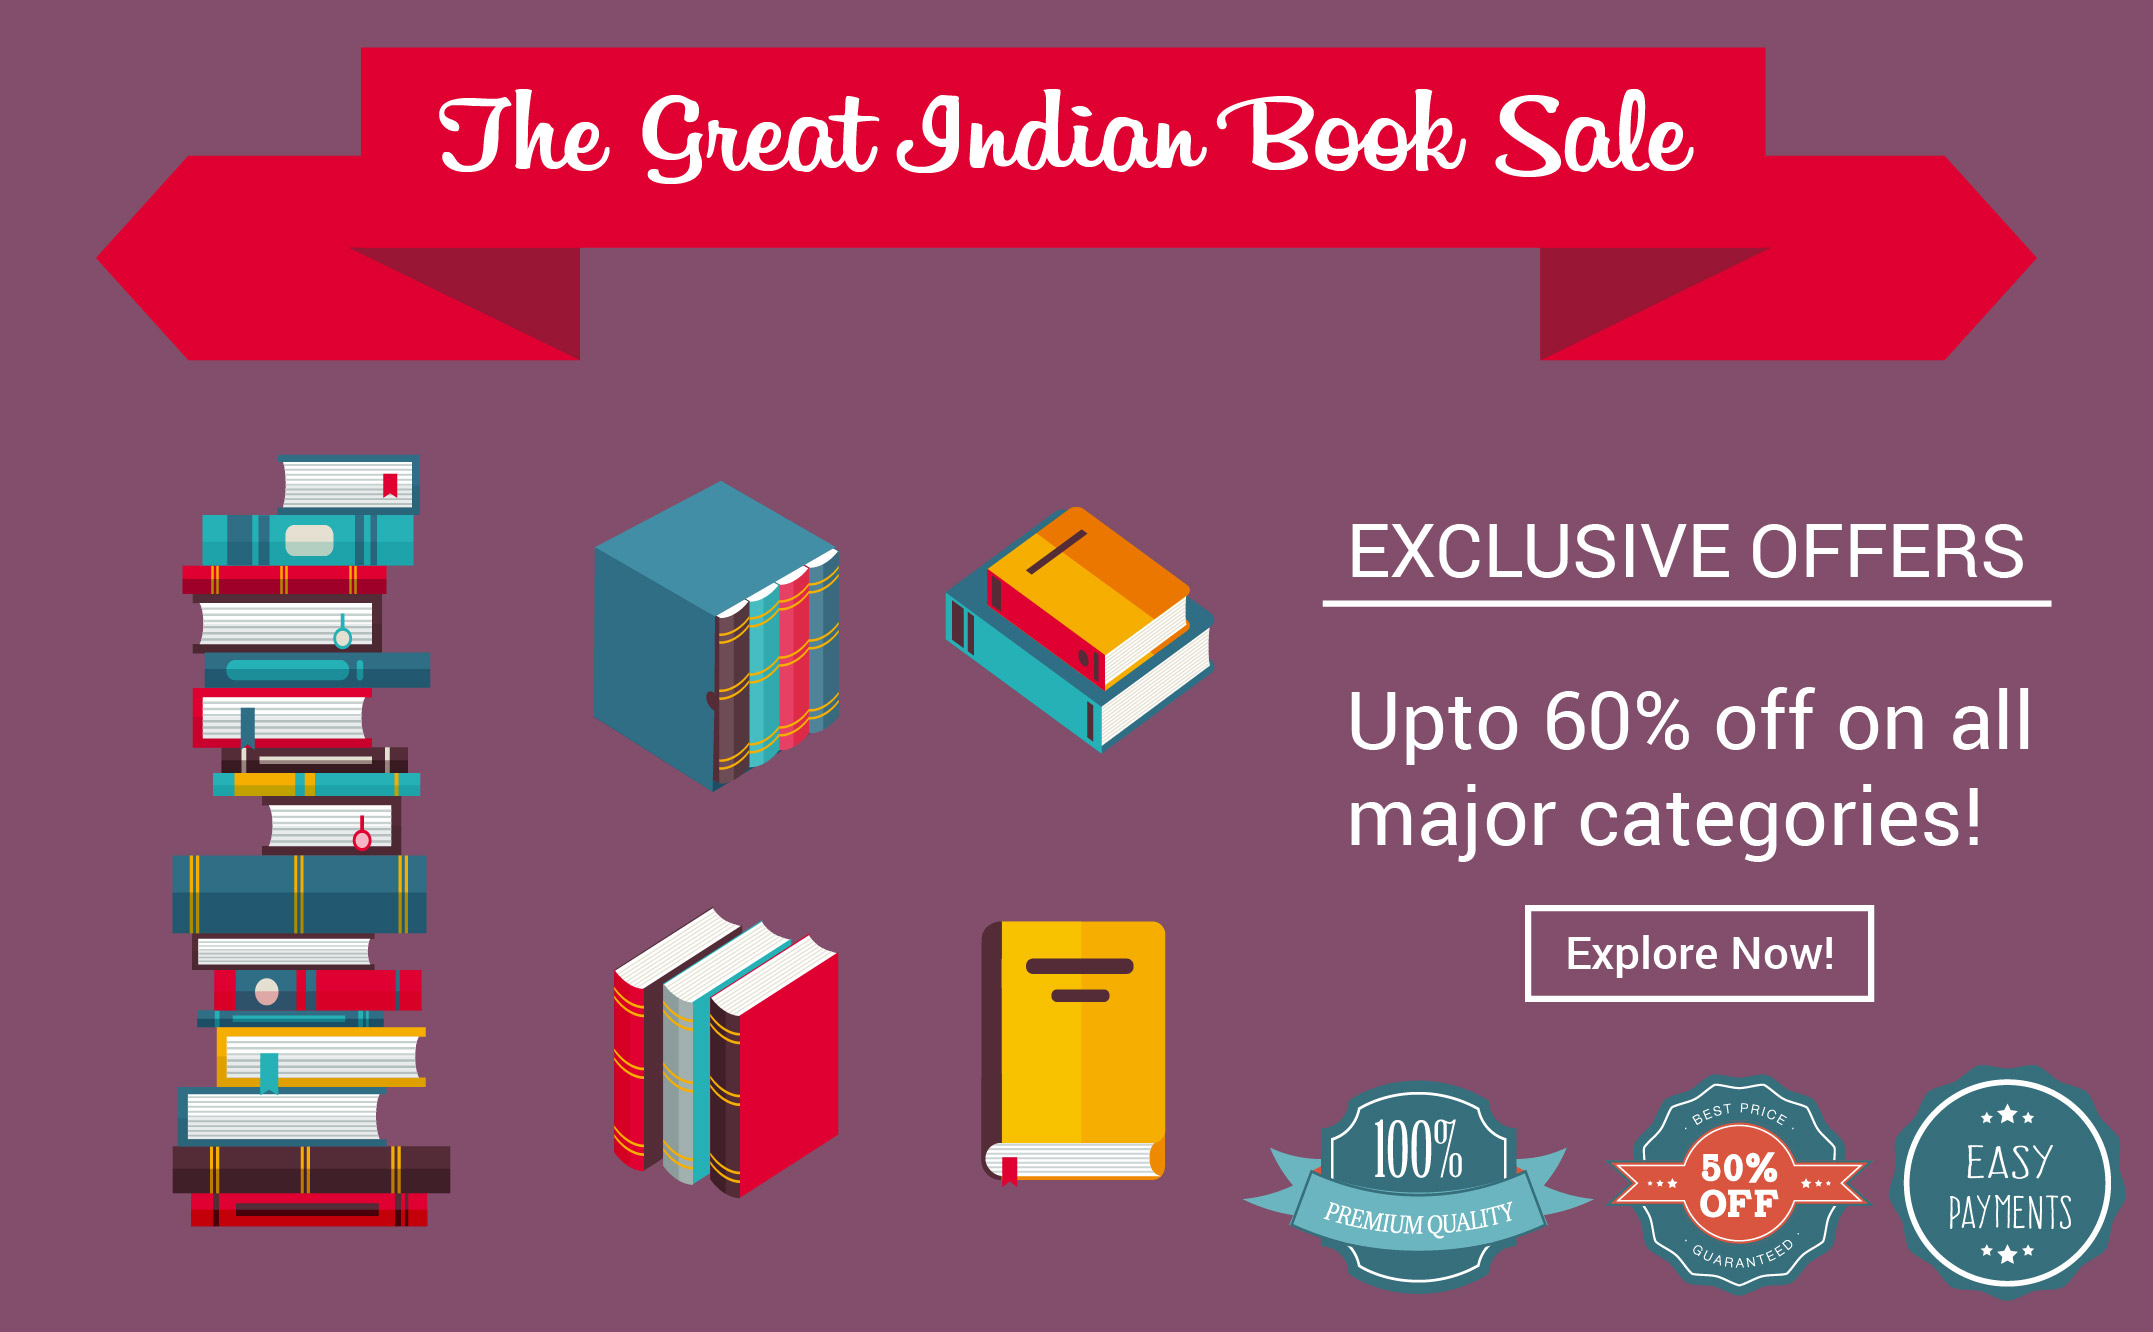 The Great Indian Book Sale
EXCLUSIVE OFFERS
Upto 60% off on all
major categories!
Explore Now!
100%
PREMIUM QUALITY
· BEST PRICE ·
50%
OFF
· GUARANTEED ·
EASY
PAYMENTS